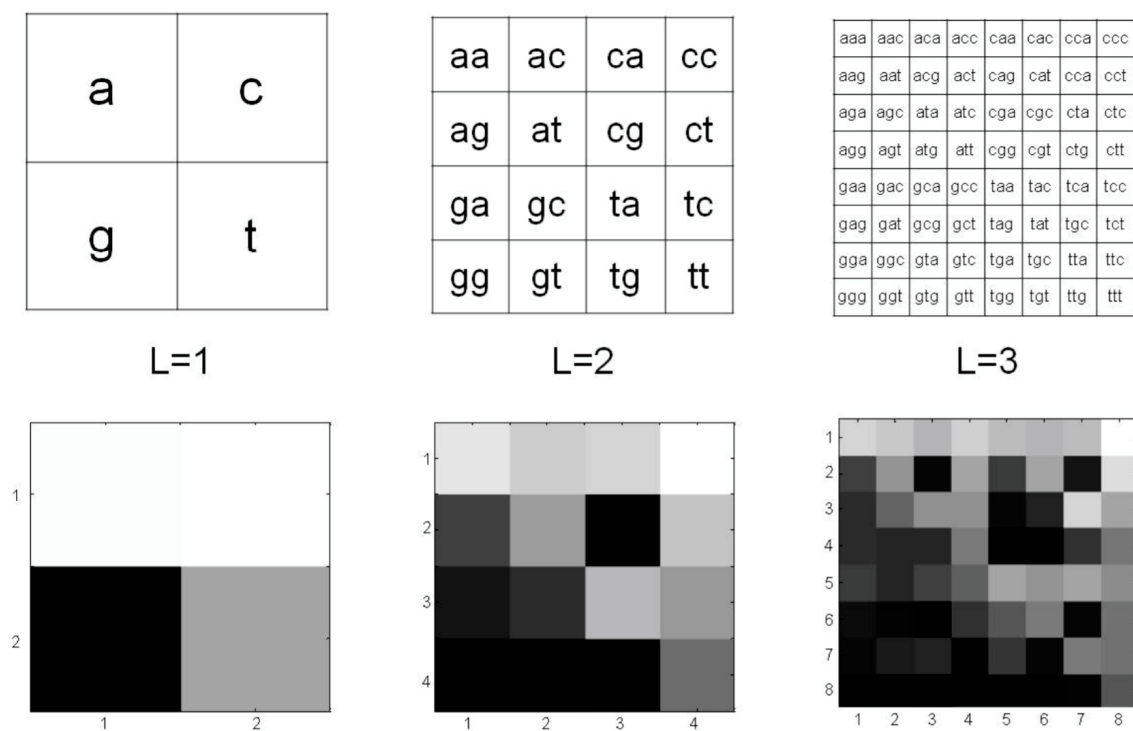 a c
g t
L=1
aa ac ca cc
ag at cg ct
ga gc ta tc
gg gt tg tt
L=2
aaa aac aca acc caa cac cca ccc
aag aat acg act cag cat cca cct
aga agc ata atc cga cgc cta ctc
agg agt atg att cgg cgt ctg ctt
gaa gac gca gcc taa tac tca tcc
gag gat gcg gct tag tat tgc tct
gga ggc gta gtc tga tgc tta ttc
ggg ggt gtg gtt tgg tgt ttg ttt
L=3
1
2
1 2
1
2
3
4
1 2 3 4
1
2
3
4
5
6
7
8
1 2 3 4 5 6 7 8